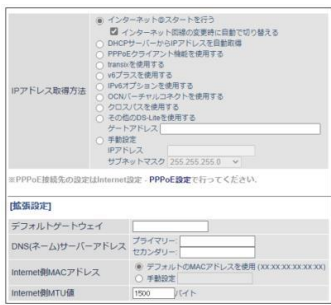 IPアドレス取得方法
インターネット@スタートを行う
インターネット回線の変更時に自動で切り替える
DHCPサーバーからIPアドレスを自動取得
PPPoEクライアント機能を使用する
transixを使用する
v6プラスを使用する
IPv6オプションを使用する
OCNバーチャルコネクトを使用する
クロスパスを使用する
その他のDS-Liteを使用する
ゲートアドレス
手動設定
IPアドレス
サブネットマスク 255.255.255.0
※PPPoE接続先の設定はInternet設定 - PPPoE設定で行ってください.
[拡張設定]
デフォルトゲートウェイ
DNS(ネーム)サーバーアドレス プライマリー:
セカンダリー:
Internet側MACアドレス デフォルトのMACアドレスを使用 (XX:XX:XX:XX:XX:XX)
手動設定
Internet側MTU値 1500 バイト